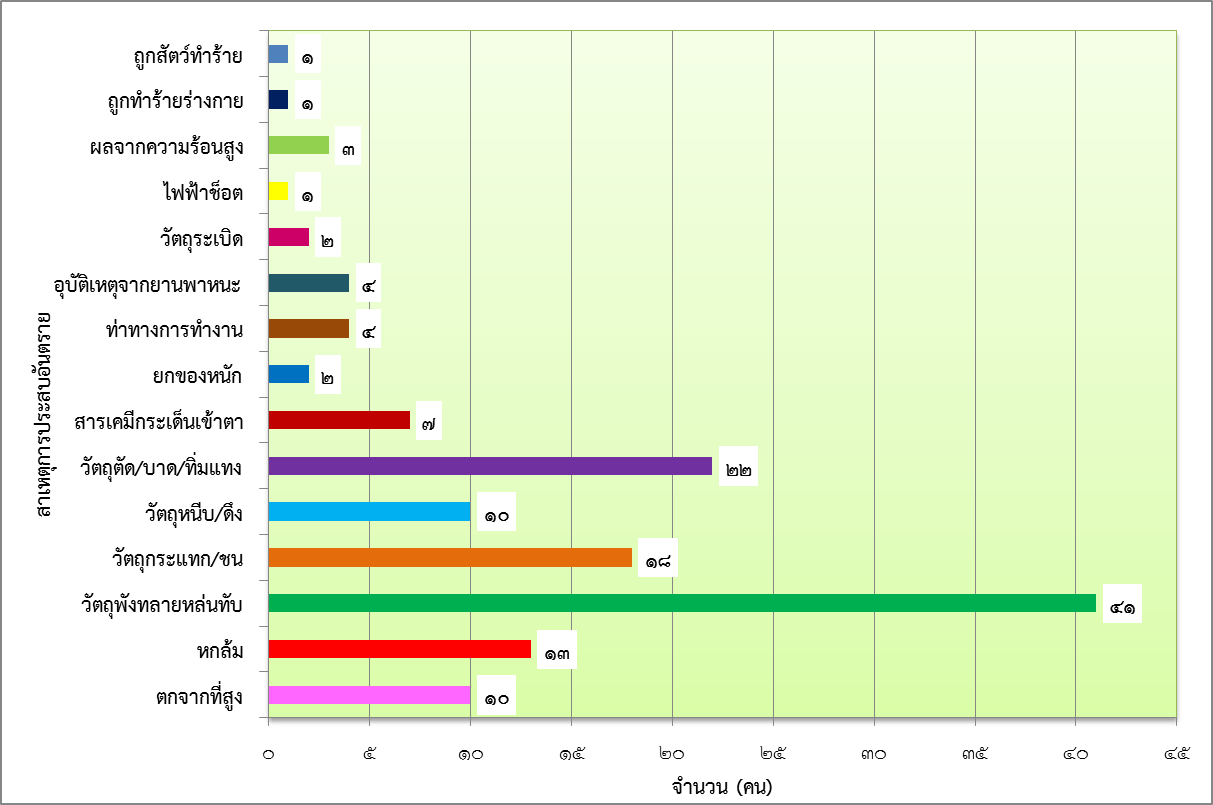 ถูกสัตว์ทำร้าย ๑
ถูกทำร้ายร่างกาย ๑
ผลจากความร้อนสูง ๓
ไฟฟ้าช็อต ๑
วัตถุระเบิด ๒
อุบัติเหตุจากยานพาหนะ ๔
ท่าทางการทำงาน ๔
ยกของหนัก ๒
สารเคมีกระเด็นเข้าตา ๗
วัตถุตัด/บาด/ทิ่มแทง ๒๒
วัตถุหนีบ/ดึง ๑๐
วัตถุกระแทก/ชน ๑๘
วัตถุพังทลายหล่นทับ ๔๑
หกล้ม ๑๓
ตกจากที่สูง ๑๐
สาเหตุการประสบอันตราย
๐ ๕ ๑๐ ๑๕ ๒๐ ๒๕ ๓๐ ๓๕ ๔๐ ๔๕
จำนวน (คน)